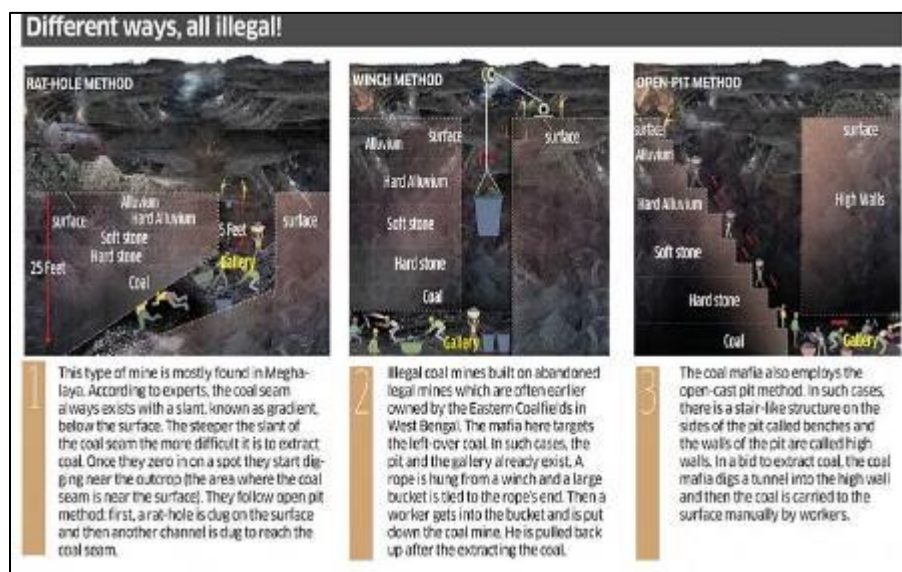 Different ways, all illegal!
RAT-HOLE METHOD
Alluvium
surface
Hard Alluvium
surface
Soft stone
5 Feet
Hard stone
Gallery
25 Feet
Coal
WINCH METHOD
surface
Alluvium
surface
Hard Alluvium
Soft stone
Hard stone
Coal
Gallery
OPEN-PIT METHOD
surface
surface
Alluvium
Hard Alluvium
High Walls
Soft stone
Hard stone
Coal
Gallery
1
This type of mine is mostly found in Megha-
laya. According to experts, the coal seam
always exists with a slant, known as gradient,
below the surface. The steeper the slant of
the coal seam the more difficult it is to extract
coal. Once they zero in on a spot they start dig-
ging near the outcrop (the area where the coal
seam is near the surface). They follow open pit
method: first, a rat-hole is dug on the surface
and then another channel is dug to reach the
coal seam.
2
Illegal coal mines built on abandoned
legal mines which are often earlier
owned by the Eastern Coalfields in
West Bengal. The mafia here targets
the left-over coal. In such cases, the
pit and the gallery already exist. A
rope is hung from a winch and a large
bucket is tied to the rope's end. Then a
worker gets into the bucket and is put
down the coal mine. He is pulled back
up after the extracting the coal.
3
The coal mafia also employs the
open-cast pit method. In such cases,
there is a stair-like structure on the
sides of the pit called benches and
the walls of the pit are called high
walls. In a bid to extract coal, the coal
mafia digs a tunnel into the high wall
and then the coal is carried to the
surface manually by workers.